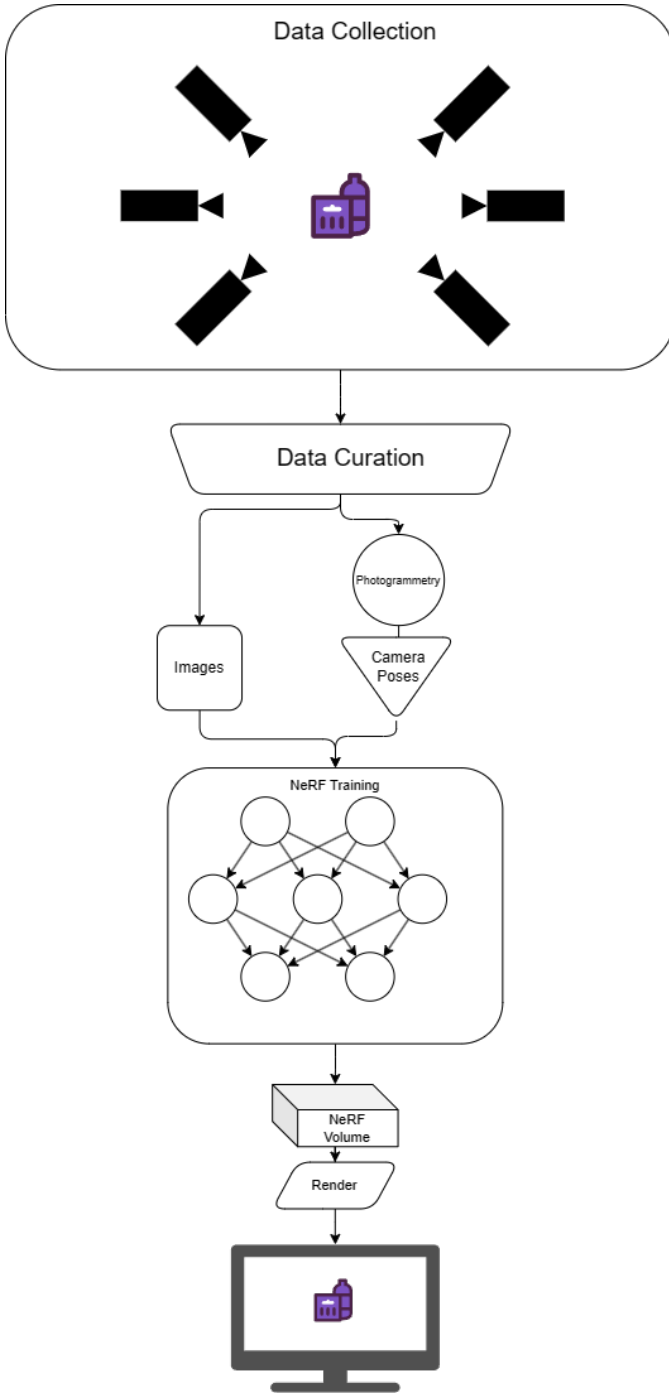 Data Collection
Data Curation
Photogrammetry
Images
Camera
Poses
NeRF Training
NeRF
Volume
Render